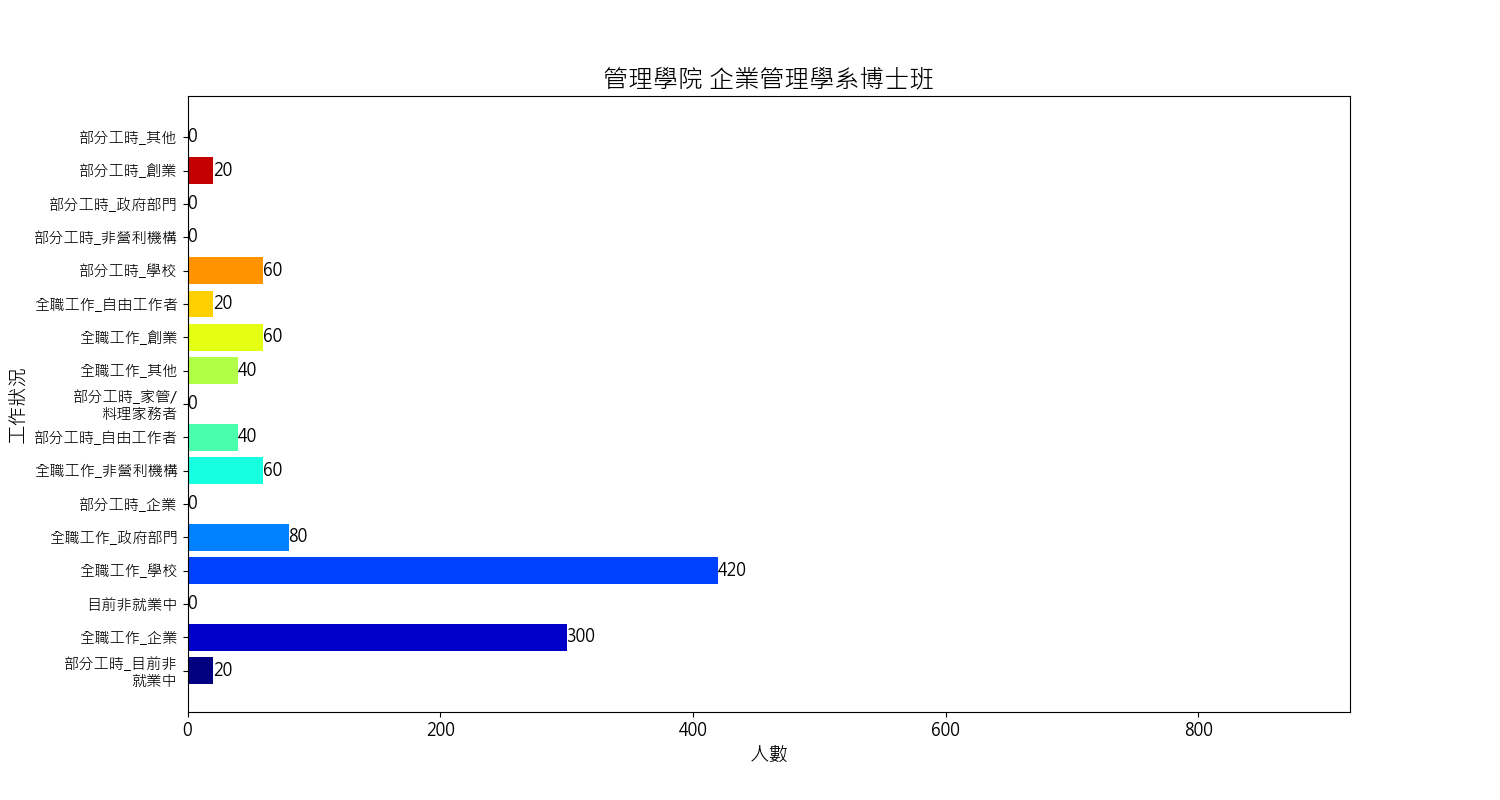 管理學院 企業管理學系博士班
部分工時_其他 0
部分工時_創業 20
部分工時_政府部門 0
部分工時_非營利機構 0
部分工時_學校 60
全職工作_自由工作者 20
全職工作_創業 60
全職工作_其他 40
部分工時_家管/
料理家務者 0
部分工時_自由工作者 40
全職工作_非營利機構 60
部分工時_企業 0
全職工作_政府部門 80
全職工作_學校 420
目前非就業中 0
全職工作_企業 300
部分工時_目前非
就業中 20
工作狀況
0 200 400 600 800
人數